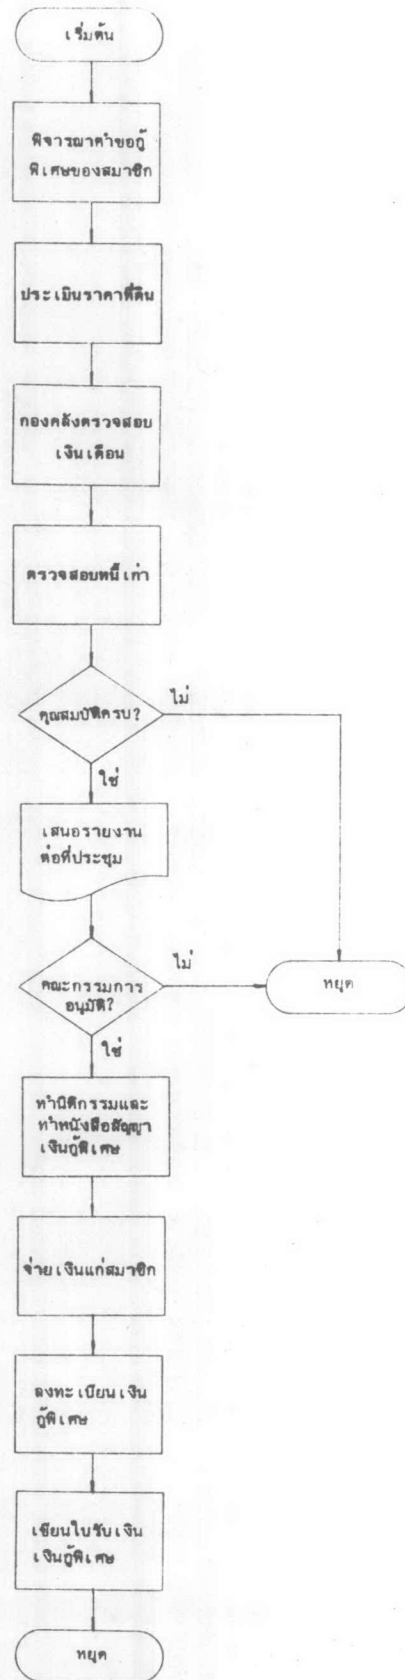 เริ่มต้น
พิจารณาคำขอกู้
พิเศษของสมาชิก
ประเมินราคาที่ดิน
กองคลังตรวจสอบ
เงินเดือน
ตรวจสอบหนี้เก่า
คุณสมบัติครบ?
ไม่
ใช่
เสนอรายงาน
ต่อที่ประชุม
คณะกรรมการ
อนุมัติ?
ไม่
หยุด
ใช่
ทำนิติกรรมและ
ทำหนังสือสัญญา
เงินกู้พิเศษ
จ่ายเงินแก่สมาชิก
ลงทะเบียนเงิน
กู้พิเศษ
เขียนใบรับเงิน
เงินกู้พิเศษ
หยุด